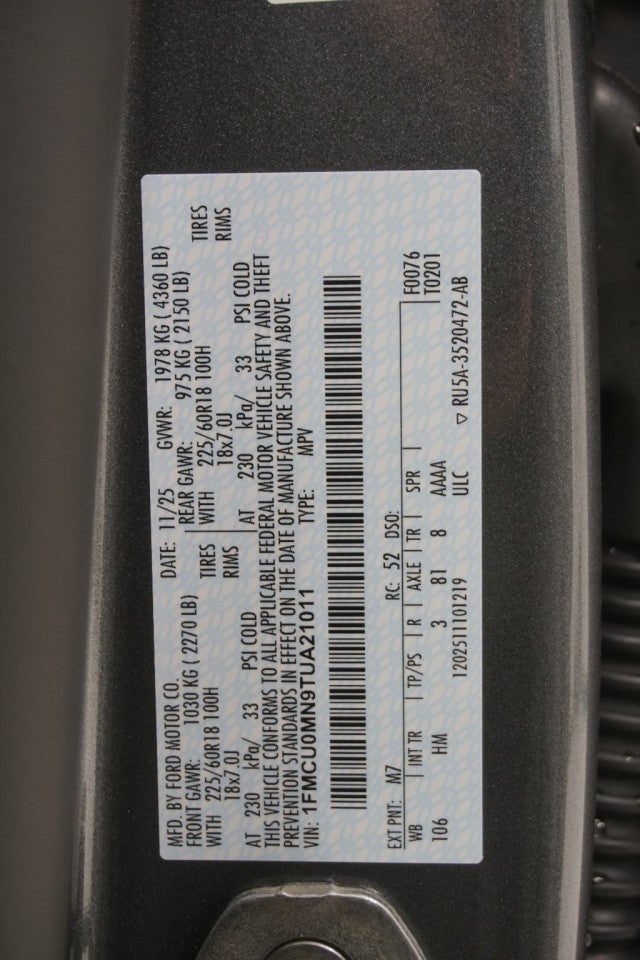 MFD. BY FORD MOTOR CO. DATE: 11/25 GVWR: 1978 KG ( 4360 LB)
FRONT GAWR: 1030 KG ( 2270 LB) REAR GAWR: 975 KG ( 2150 LB)
WITH 225/60R18 100H TIRES WITH 225/60R18 100H TIRES
18x7.0J RIMS 18x7.0J RIMS
AT 230 kPa/ 33 PSI COLD AT 230 kPa/ 33 PSI COLD
THIS VEHICLE CONFORMS TO ALL APPLICABLE FEDERAL MOTOR VEHICLE SAFETY AND THEFT
PREVENTION STANDARDS IN EFFECT ON THE DATE OF MANUFACTURE SHOWN ABOVE.
VIN: 1FMCU0MN9TUA21011 TYPE: MPV
EXT PNT: M7 RC: 52 DSO: F0076
WB INT TR TP/PS R AXLE TR SPR T0201
106 HM 3 81 8 AAAA
1202511101219 ULC ▽ RU5A-3520472-AB